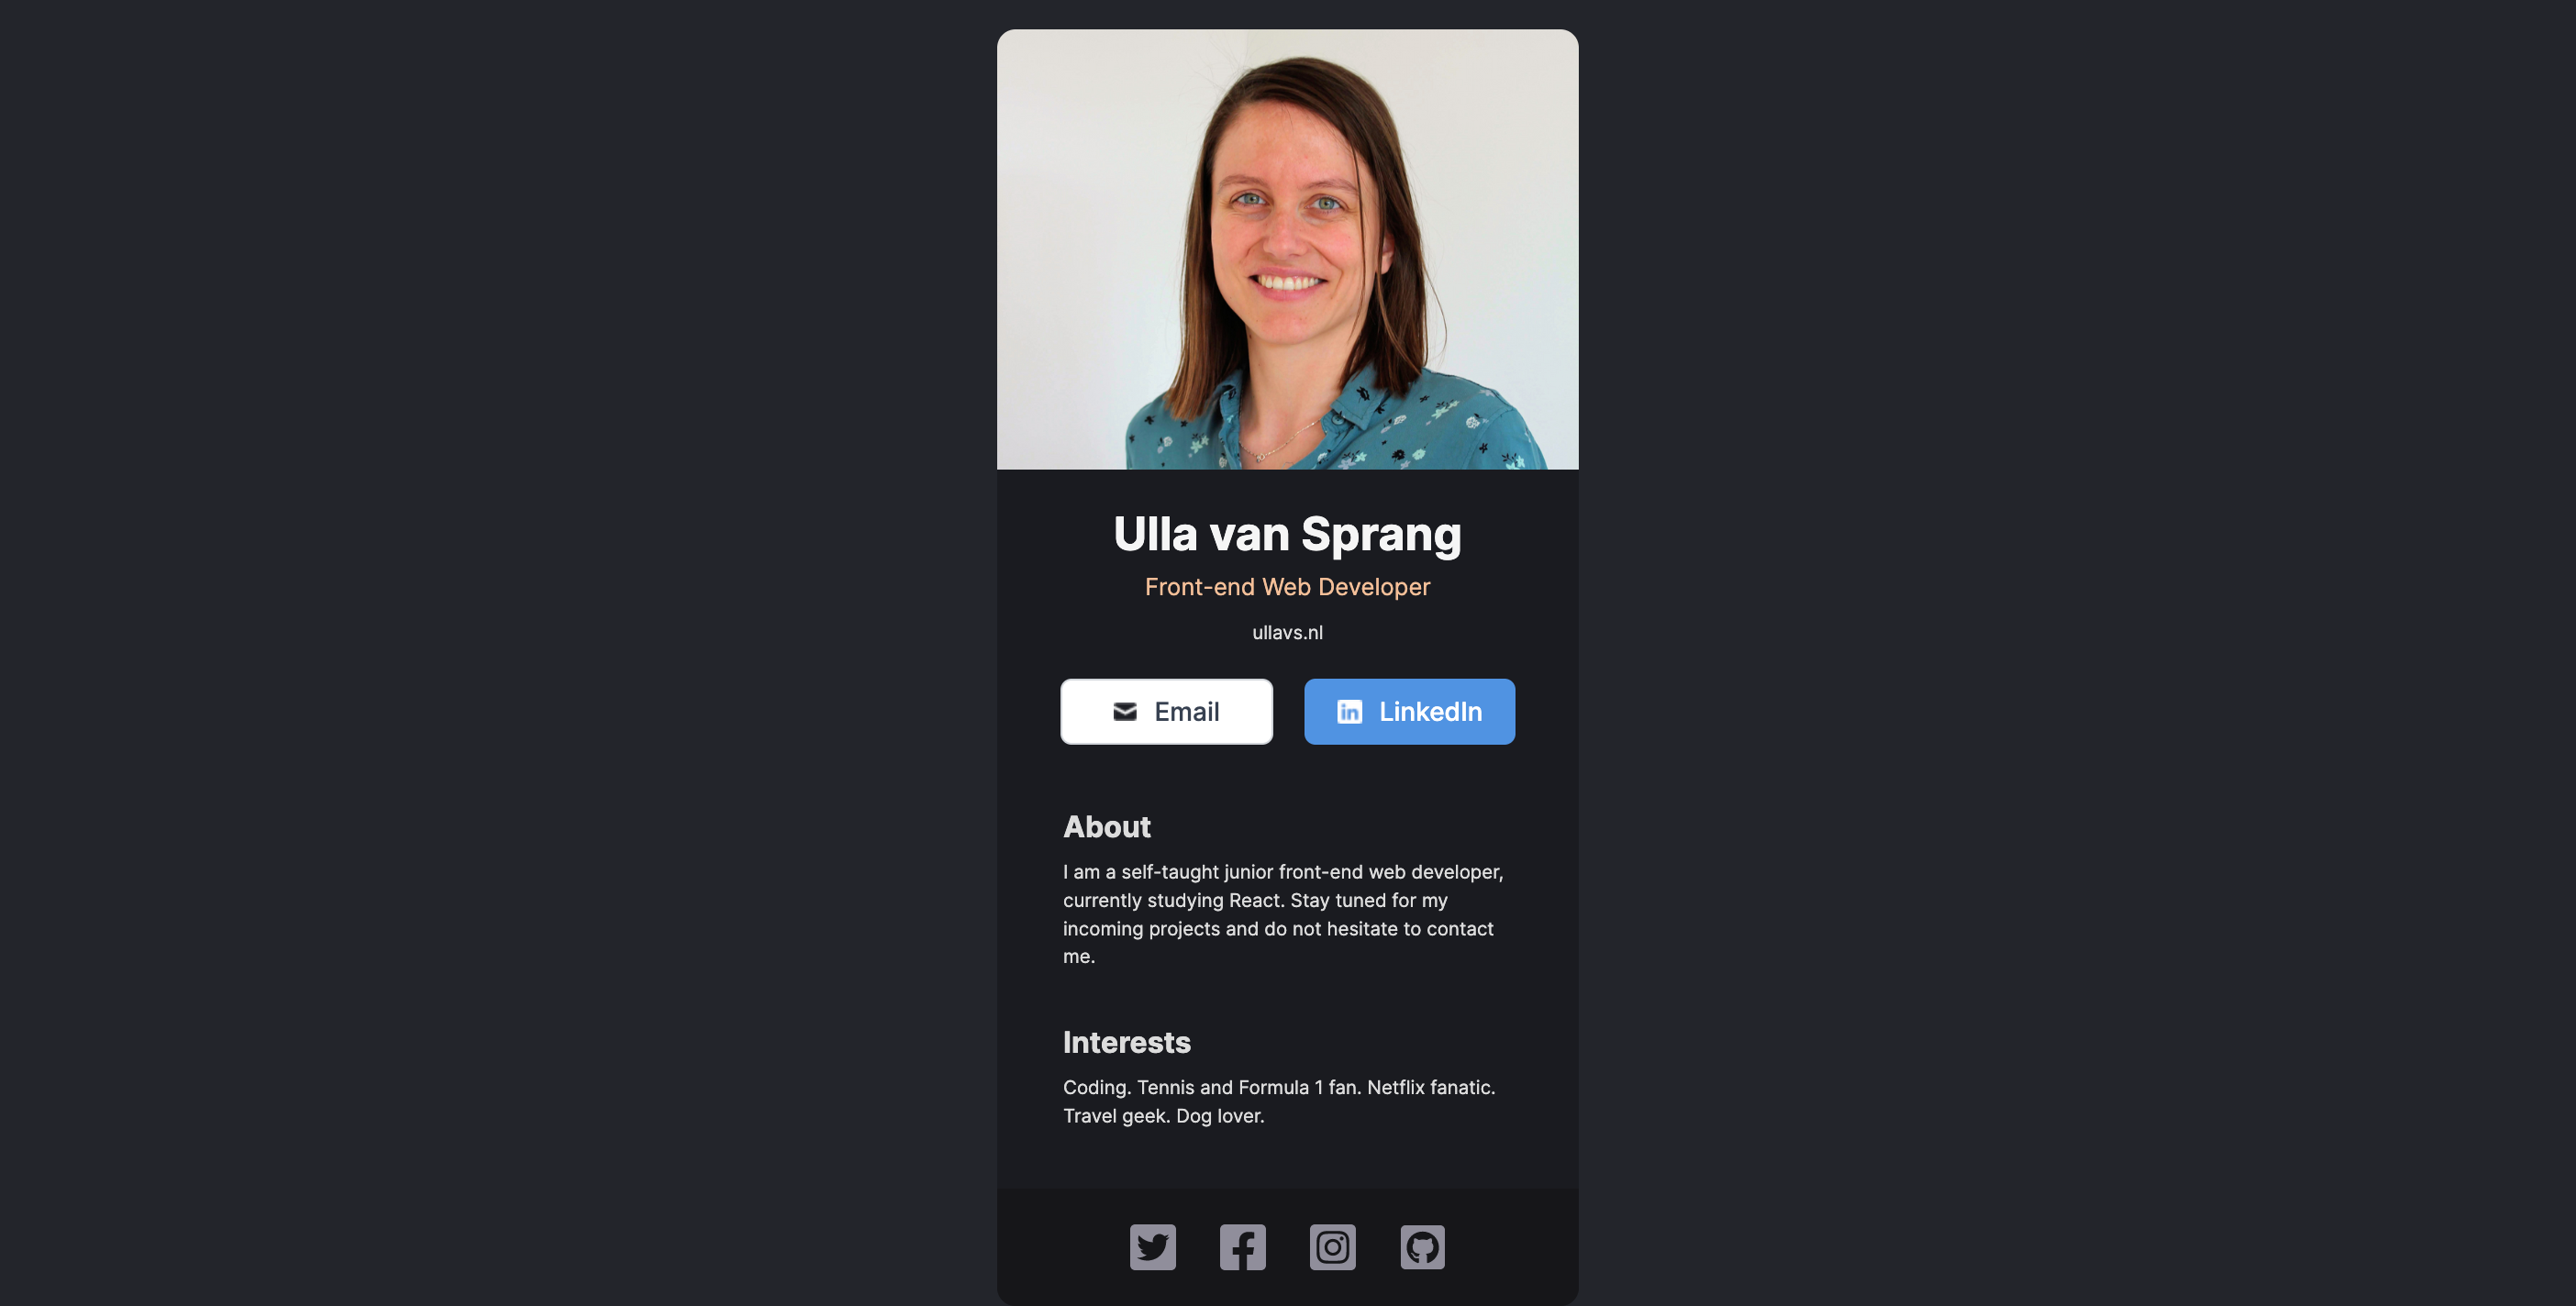 Ulla van Sprang
Front-end Web Developer
ullavs.nl
Email
in LinkedIn
About
I am a self-taught junior front-end web developer,
currently studying React. Stay tuned for my
incoming projects and do not hesitate to contact
me.
Interests
Coding. Tennis and Formula 1 fan. Netflix fanatic.
Travel geek. Dog lover.